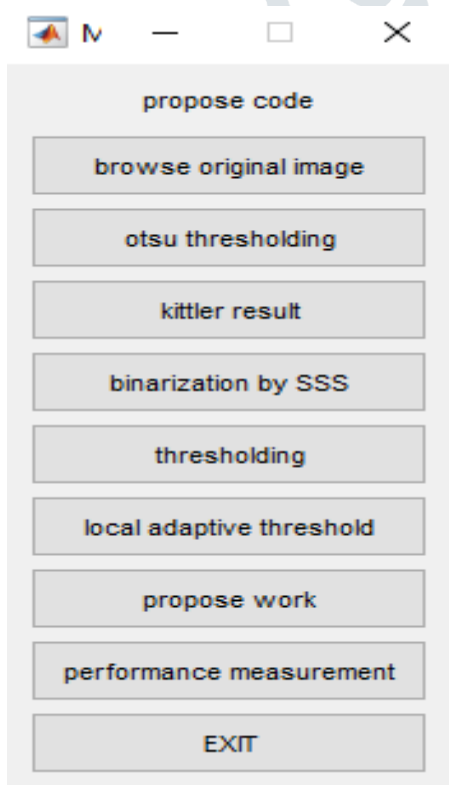 propose code
browse original image
otsu thresholding
kittler result
binarization by SSS
thresholding
local adaptive threshold
propose work
performance measurement
EXIT